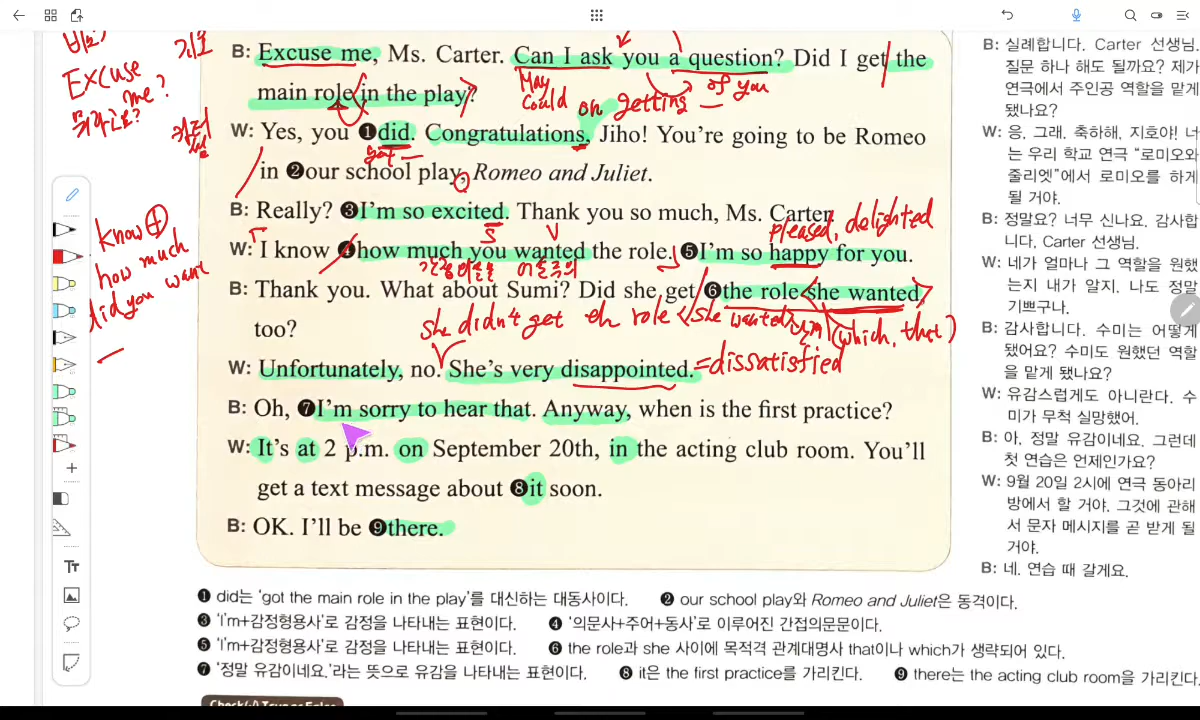 기본
Excuse me?
뭐라고요?
B: Excuse me, Ms. Carter. Can I ask you a question? Did I get the
main role in the play?
May
Could
of you
on getting
W: Yes, you ❶did. Congratulations, Jiho! You're going to be Romeo
got
in ❷our school play, Romeo and Juliet.
B: Really? ❸I'm so excited. Thank you so much, Ms. Carter.
pleased, delighted
W: I know ❹how much you wanted the role. ❺I'm so happy for you.
know
how much
did you want
B: Thank you. What about Sumi? Did she get ❻the role she wanted
too?
she didn't get the role she wanted
(which, that)
W: Unfortunately, no. She's very disappointed.
=dissatisfied
B: Oh, ❼I'm sorry to hear that. Anyway, when is the first practice?
W: It's at 2 p.m. on September 20th, in the acting club room. You'll
get a text message about ❽it soon.
B: OK. I'll be ❾there.
B: 실례합니다. Carter 선생님.
질문 하나 해도 될까요? 제가
연극에서 주인공 역할을 맡게
됐나요?
W: 응, 그래. 축하해, 지호야! 너
는 우리 학교 연극 “로미오와
줄리엣”에서 로미오를 하게
될 거야.
B: 정말요? 너무 신나요. 감사합
니다, Carter 선생님.
W: 네가 얼마나 그 역할을 원했
는지 내가 알지. 나도 정말
기쁘구나.
B: 감사합니다. 수미는 어떻게
됐어요? 수미도 원했던 역할
을 맡게 됐나요?
W: 유감스럽게도 아니란다. 수
미가 무척 실망했어.
B: 아, 정말 유감이네요. 그런데
첫 연습은 언제인가요?
W: 9월 20일 2시에 연극 동아리
방에서 할 거야. 그것에 관해
서 문자 메시지를 곧 받게 될
거야.
B: 네. 연습 때 갈게요.
❶ did는 ‘got the main role in the play’를 대신하는 대동사이다. ❷ our school play와 Romeo and Juliet은 동격이다.
❸ ‘I'm+감정형용사’로 감정을 나타내는 표현이다. ❹ ‘의문사+주어+동사’로 이루어진 간접의문문이다.
❺ ‘I'm+감정형용사’로 감정을 나타내는 표현이다. ❻ the role과 she 사이에 목적격 관계대명사 that이나 which가 생략되어 있다.
❼ ‘정말 유감이네요.’라는 뜻으로 유감을 나타내는 표현이다. ❽ it은 the first practice를 가리킨다. ❾ there는 the acting club room을 가리킨다.
Tт